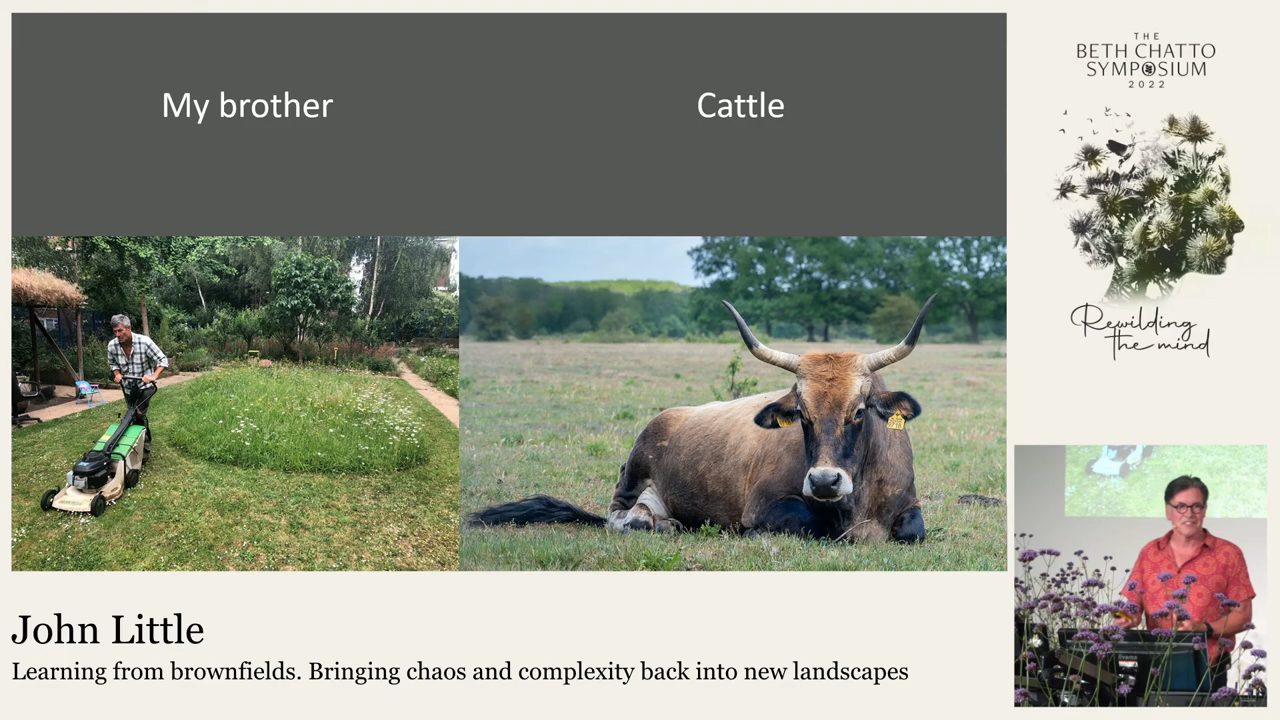 My brother
Cattle
THE
BETH CHATTO
SYMPOSIUM
2022
Rewilding
the mind
John Little
Learning from brownfields. Bringing chaos and complexity back into new landscapes